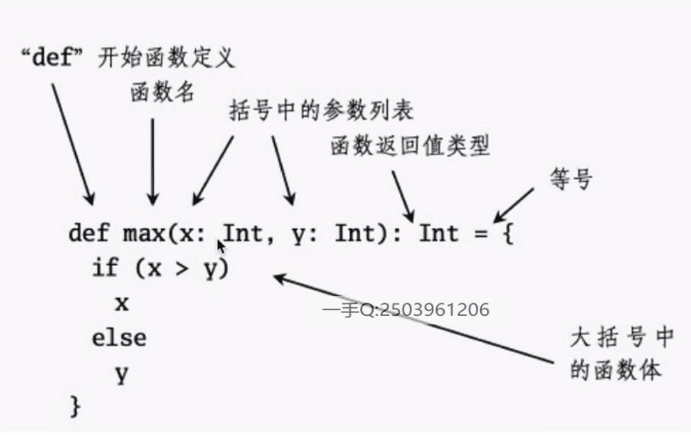 “def” 开始函数定义
函数名
括号中的参数列表
函数返回值类型
等号
def max(x: Int, y: Int): Int = {
if (x > y)
x
一手Q:2503961206
else
y
}
大括号中
的函数体